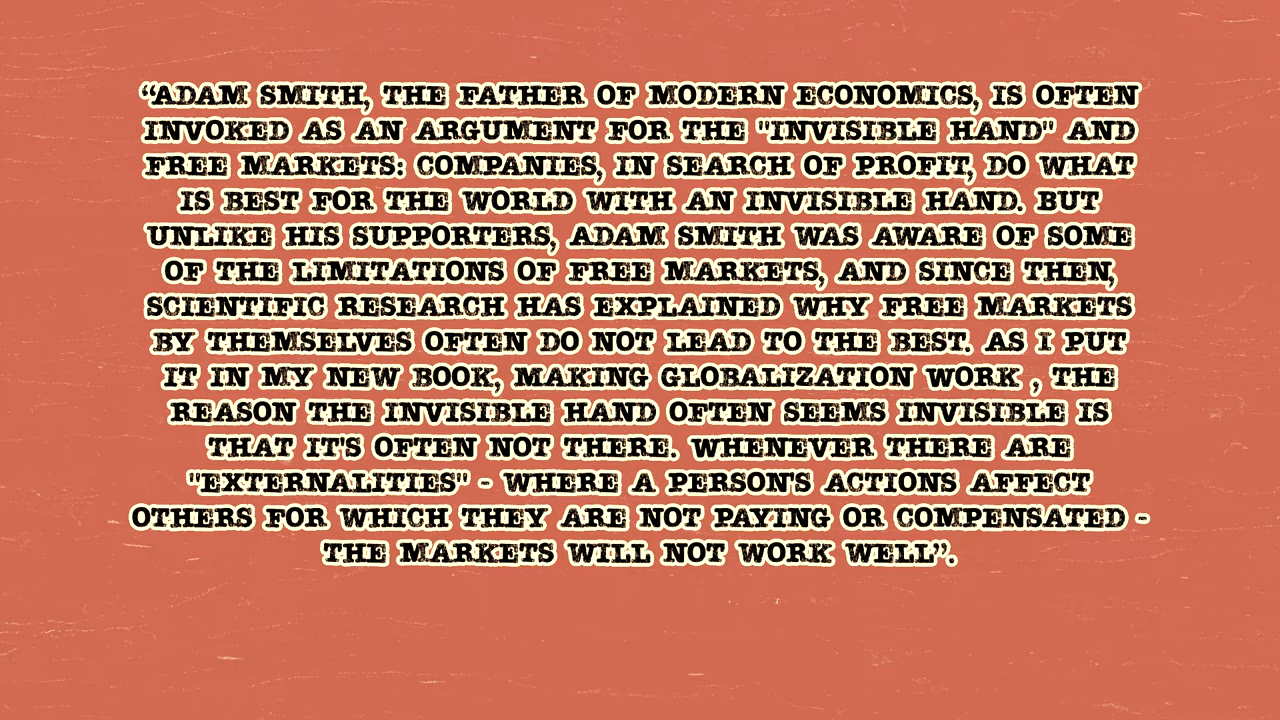 “ADAM SMITH, THE FATHER OF MODERN ECONOMICS, IS OFTEN
INVOKED AS AN ARGUMENT FOR THE "INVISIBLE HAND" AND
FREE MARKETS: COMPANIES, IN SEARCH OF PROFIT, DO WHAT
IS BEST FOR THE WORLD WITH AN INVISIBLE HAND. BUT
UNLIKE HIS SUPPORTERS, ADAM SMITH WAS AWARE OF SOME
OF THE LIMITATIONS OF FREE MARKETS, AND SINCE THEN,
SCIENTIFIC RESEARCH HAS EXPLAINED WHY FREE MARKETS
BY THEMSELVES OFTEN DO NOT LEAD TO THE BEST. AS I PUT
IT IN MY NEW BOOK, MAKING GLOBALIZATION WORK , THE
REASON THE INVISIBLE HAND OFTEN SEEMS INVISIBLE IS
THAT IT'S OFTEN NOT THERE. WHENEVER THERE ARE
"EXTERNALITIES" - WHERE A PERSON'S ACTIONS AFFECT
OTHERS FOR WHICH THEY ARE NOT PAYING OR COMPENSATED -
THE MARKETS WILL NOT WORK WELL”.